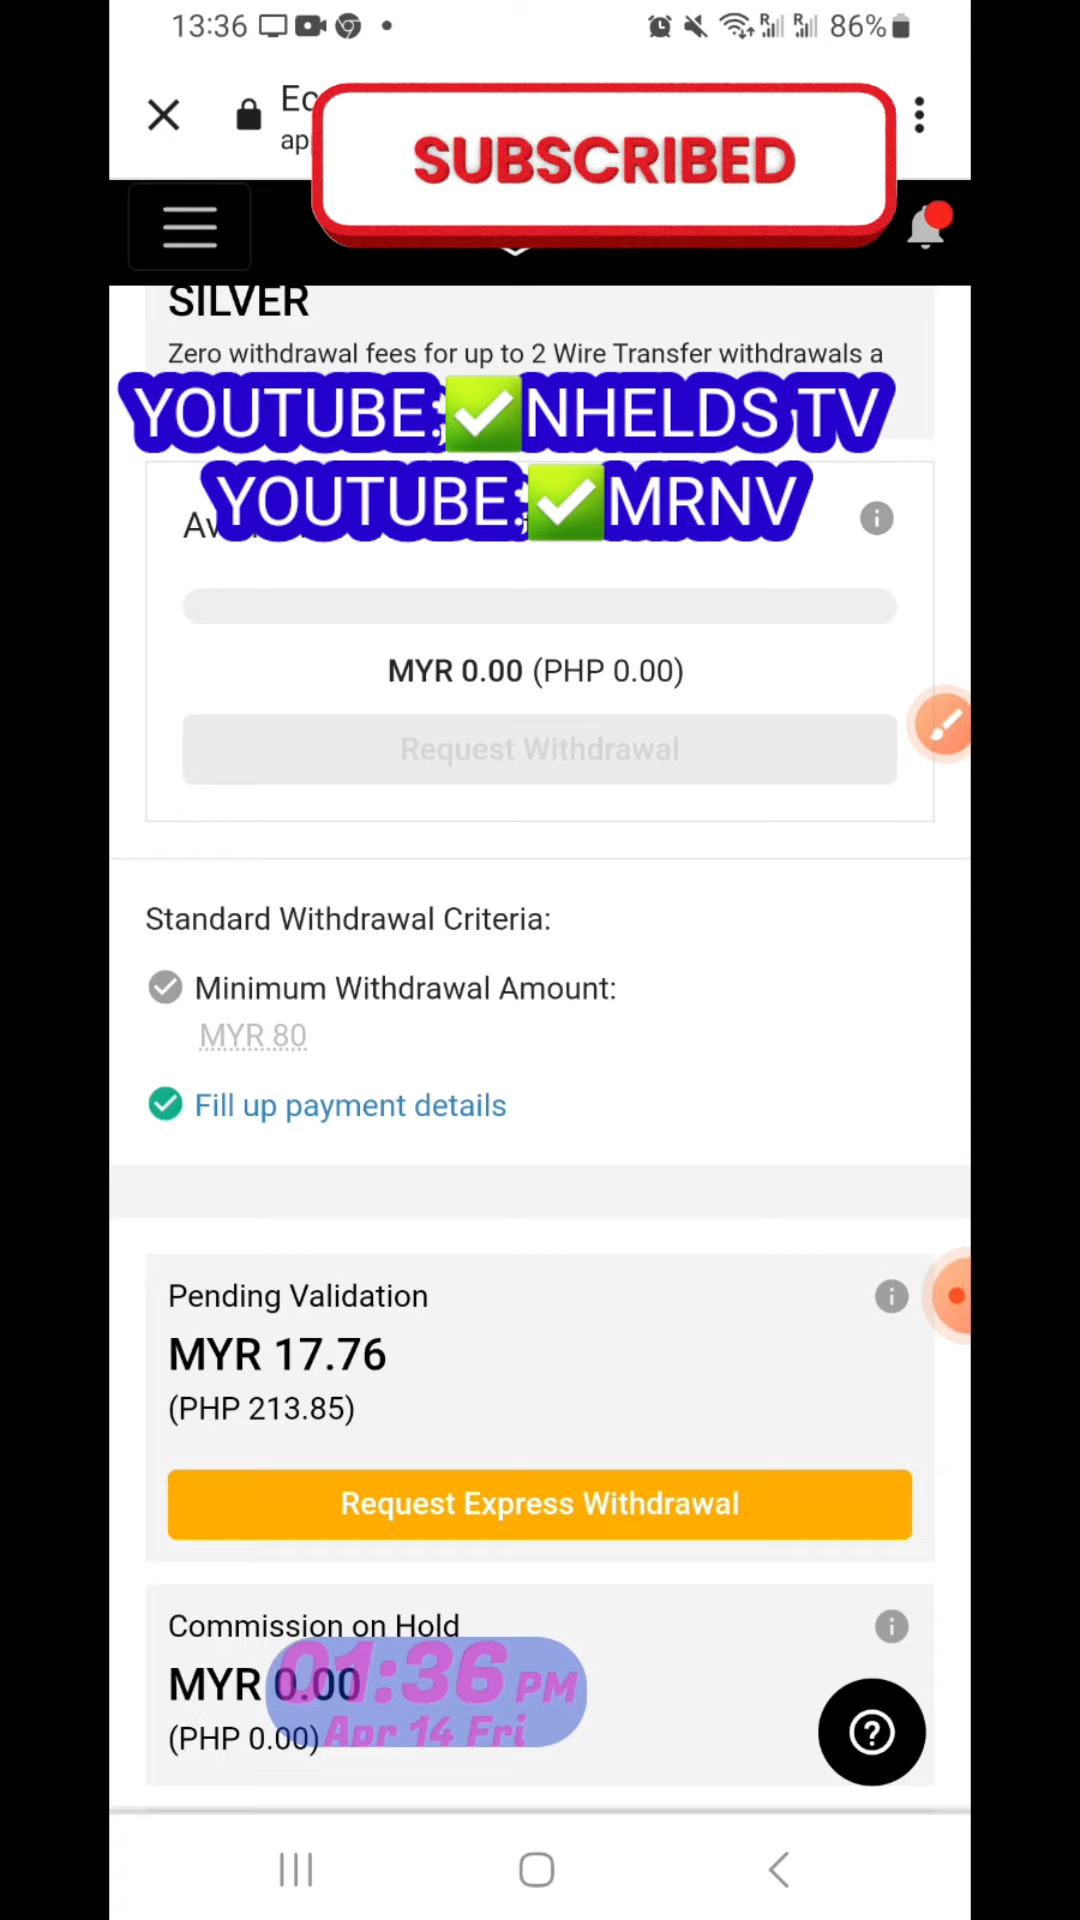 13:36
86%
SUBSCRIBED
SILVER
Zero withdrawal fees for up to 2 Wire Transfer withdrawals a
YOUTUBE:✅NHELDS TV
YOUTUBE:✅MRNV
MYR 0.00 (PHP 0.00)
Request Withdrawal
Standard Withdrawal Criteria:
Minimum Withdrawal Amount:
MYR 80
Fill up payment details
Pending Validation
MYR 17.76
(PHP 213.85)
Request Express Withdrawal
Commission on Hold
MYR 0.00
01:36 PM
(PHP 0.00)
Apr 14 Fri